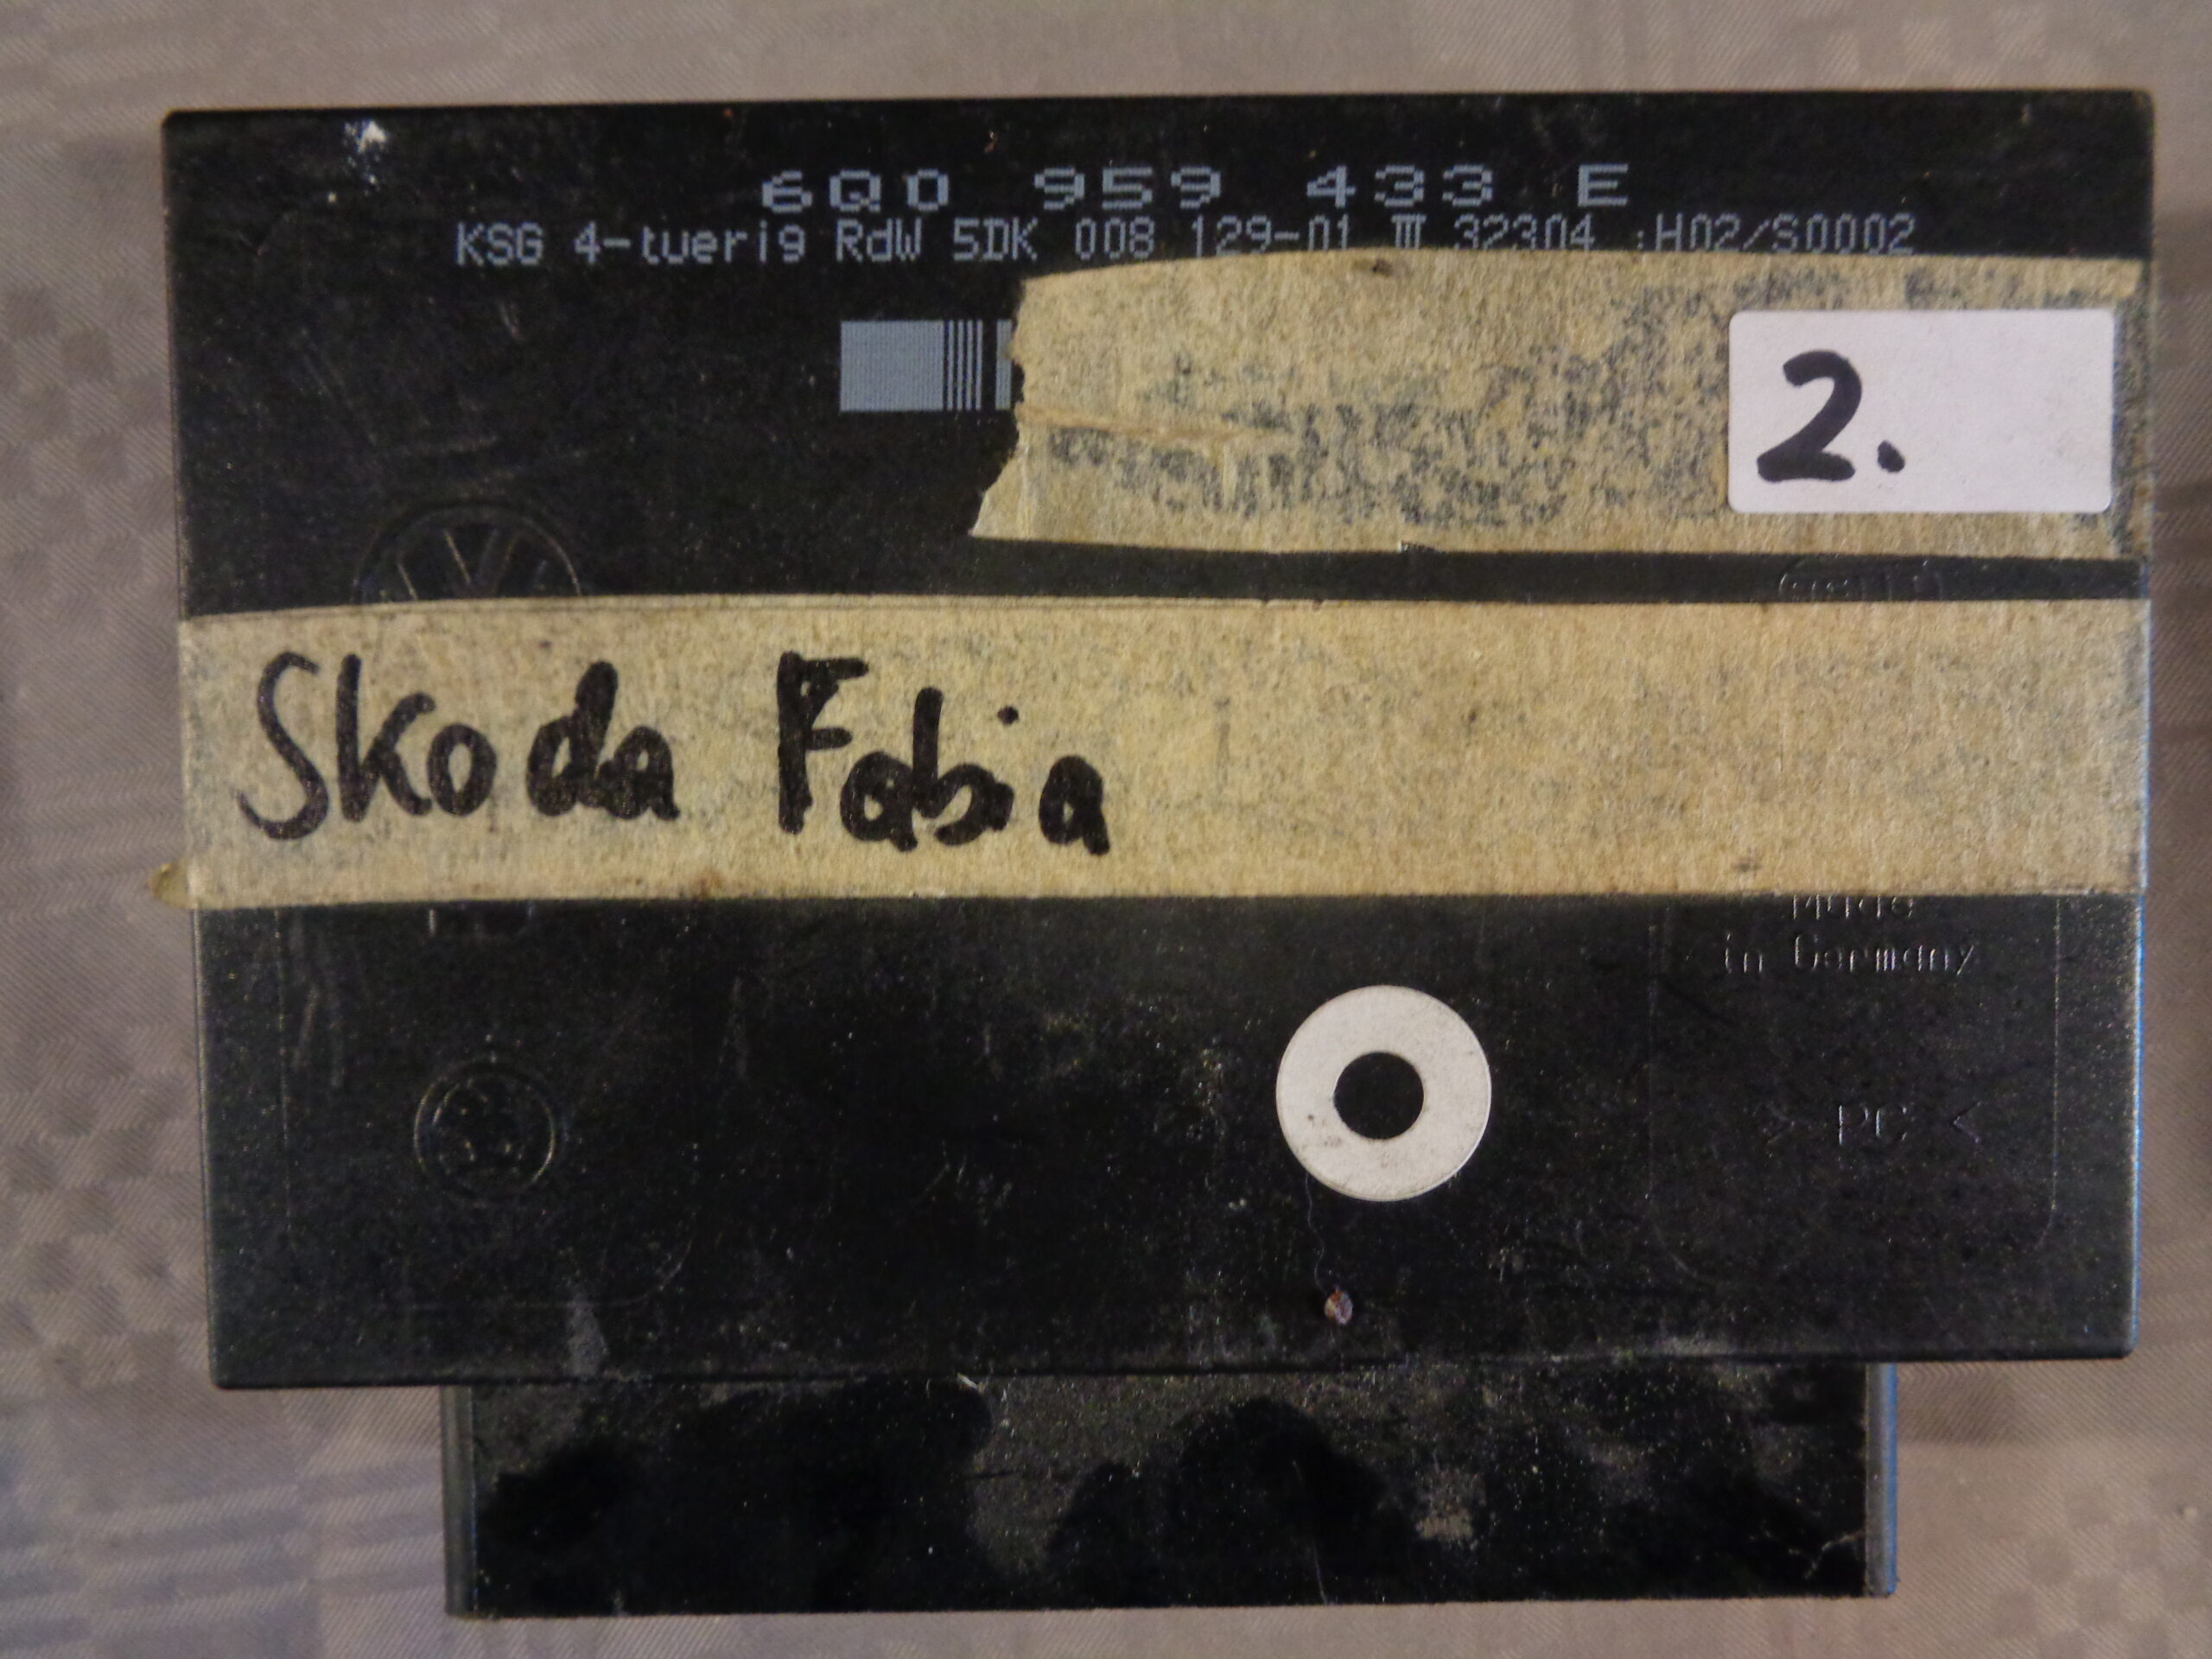 6Q0 959 433 E
KSG 4-tuerig RdW 5DK 008 129-01 32304 :H02/S0002
2.
Skoda Fabia
Made
in Germany
> PC <